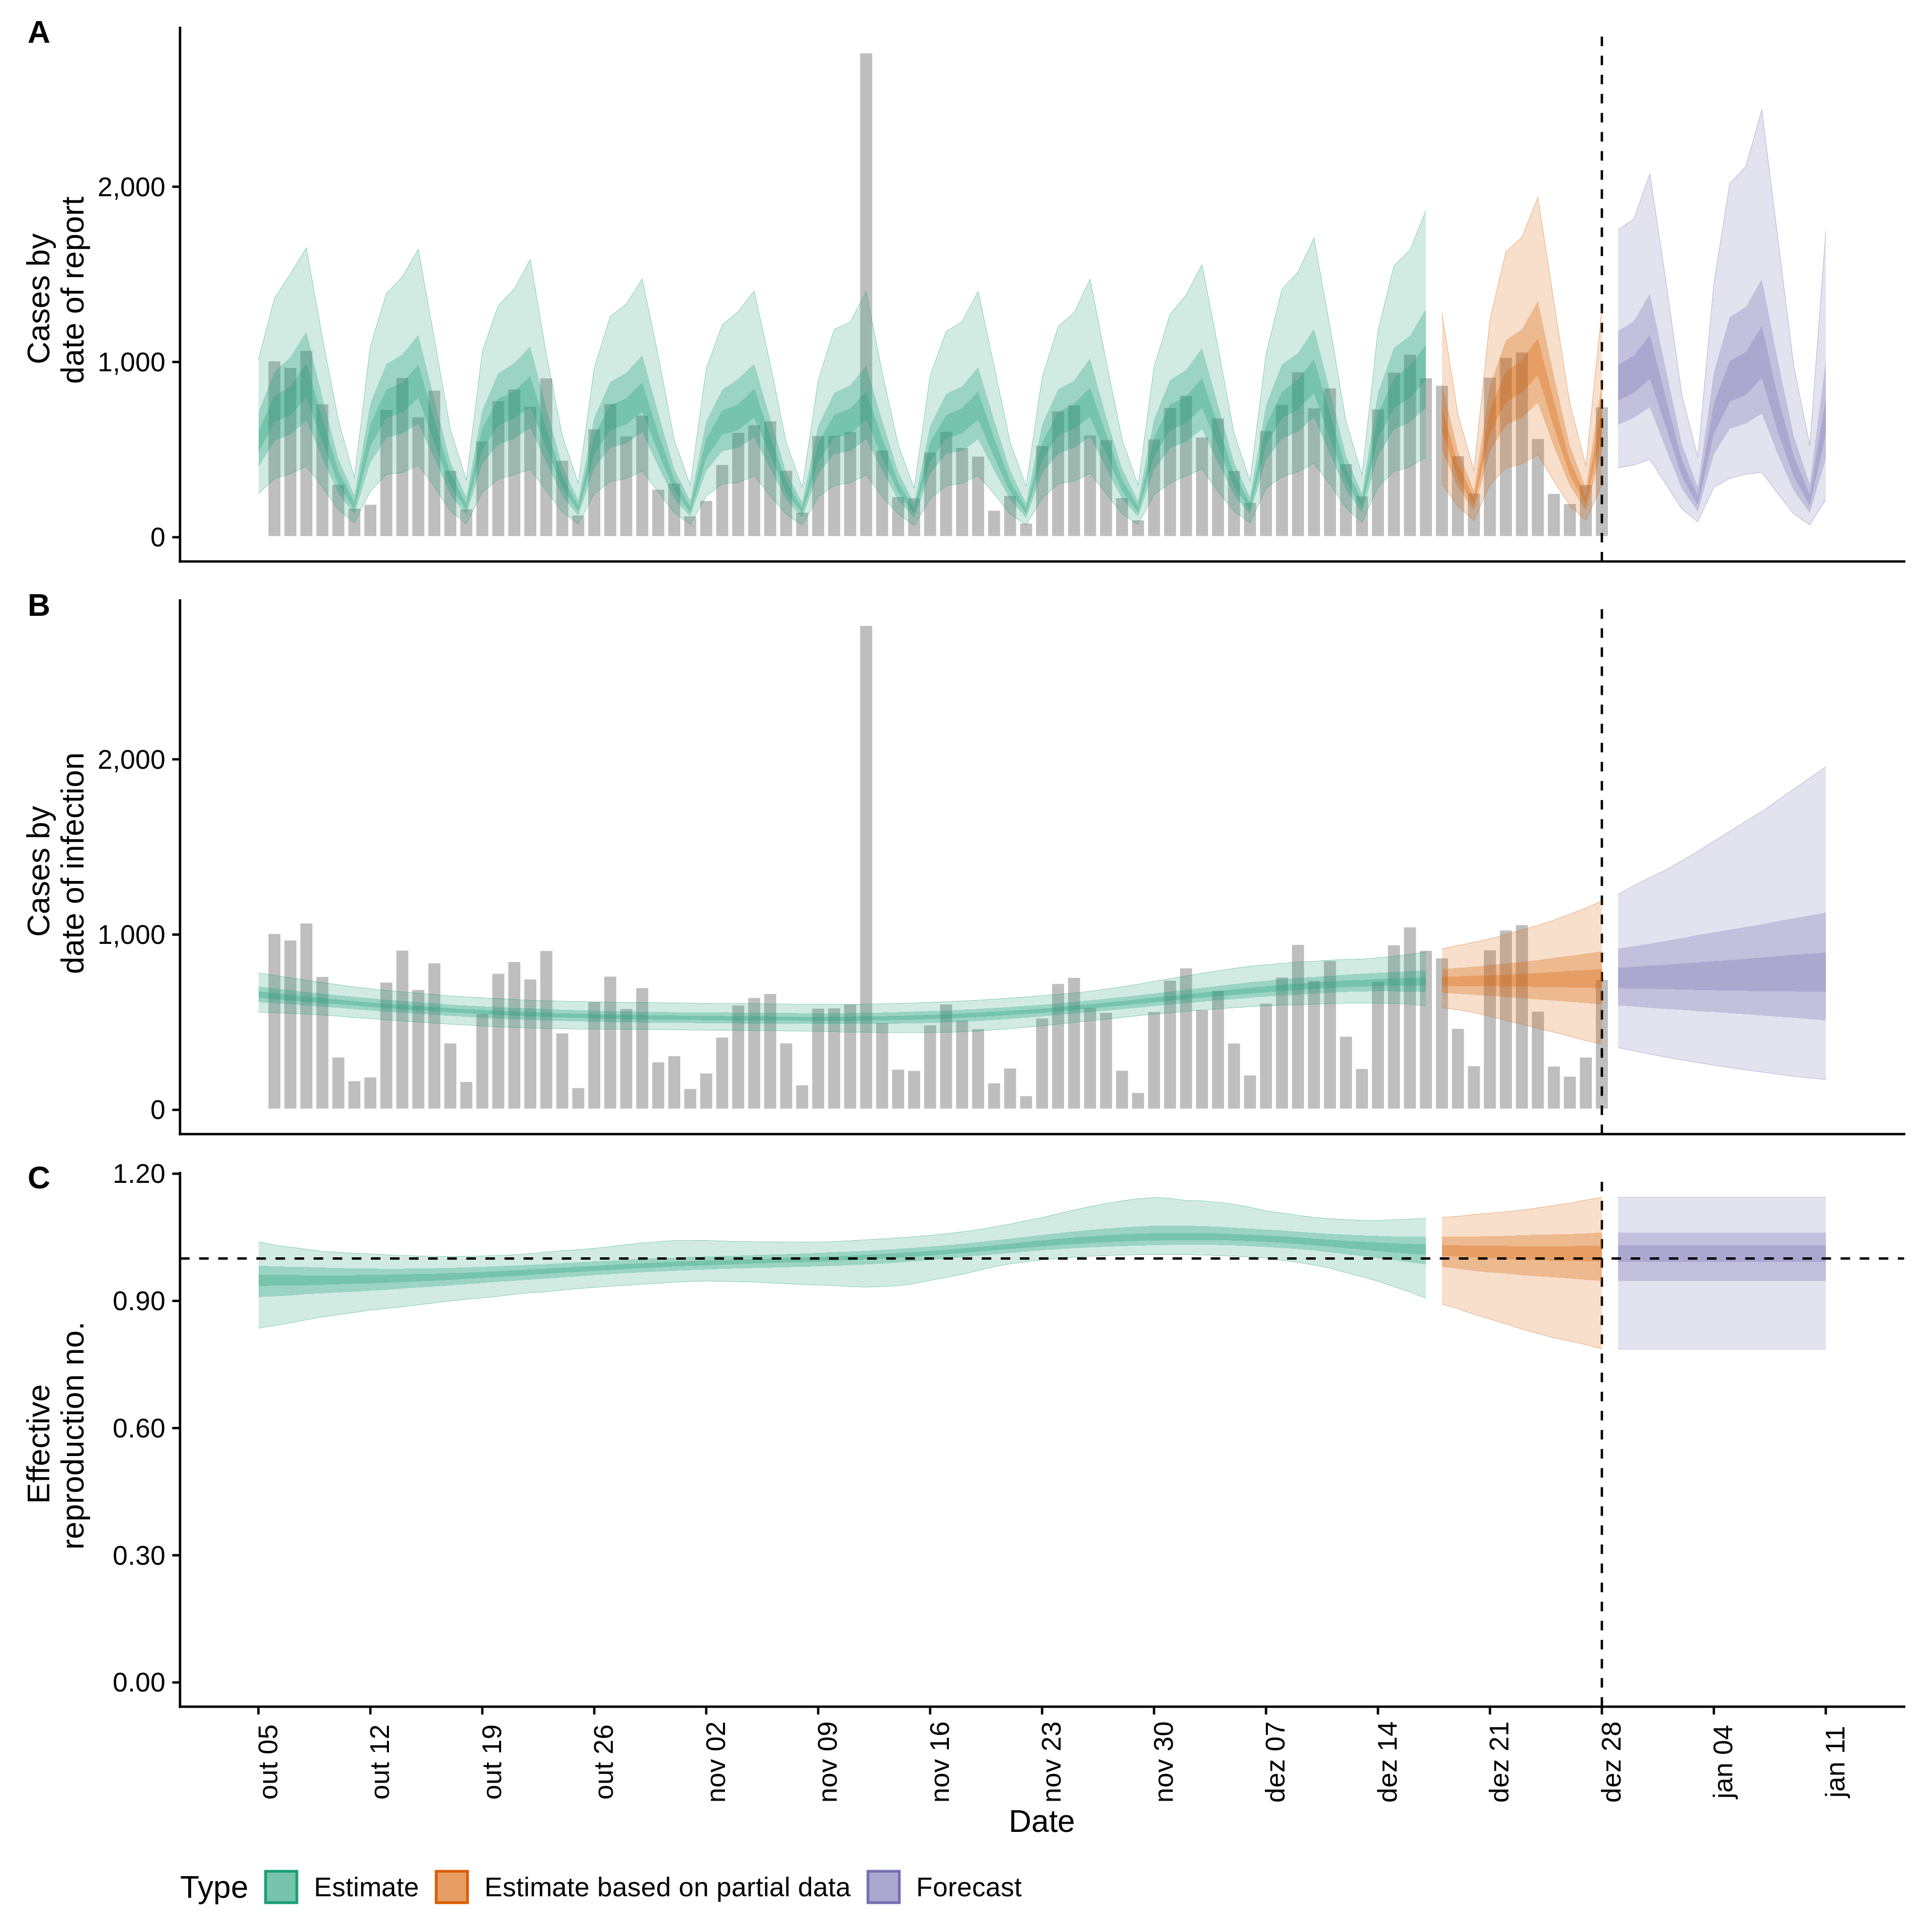 A
Cases by
date of report
2,000
1,000
0
B
Cases by
date of infection
2,000
1,000
0
C
Effective
reproduction no.
1.20
0.90
0.60
0.30
0.00
out 05
out 12
out 19
out 26
nov 02
nov 09
nov 16
nov 23
nov 30
dez 07
dez 14
dez 21
dez 28
jan 04
jan 11
Date
Type Estimate Estimate based on partial data Forecast